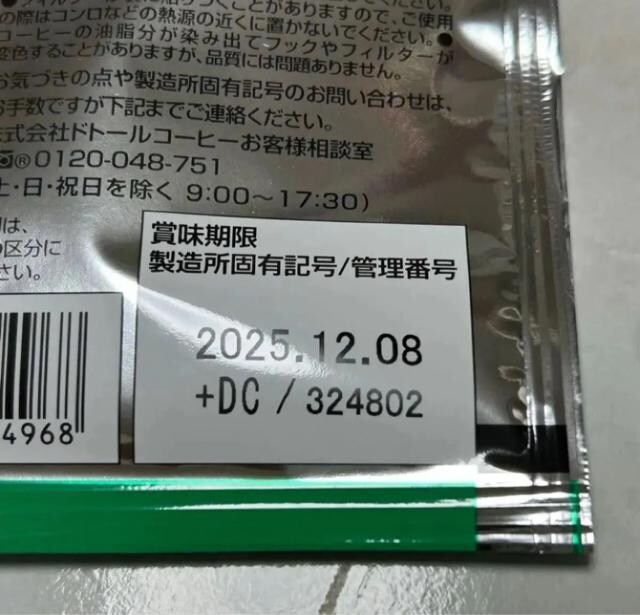 の際はコンロなどの熱源の近くに置かないでください。●
コーヒーの油脂分が染み出てフックやフィルターが
変色することがありますが、品質には問題ありません。
お気づきの点や製造所固有記号のお問い合わせは、
お手数ですが下記までご連絡ください。
株式会社ドトールコーヒーお客様相談室
®0120-048-751
土・日・祝日を除く 9:00〜17:30)
は、
区分に
さい。
賞味期限
製造所固有記号/管理番号
2025.12.08
+DC / 324802
4968